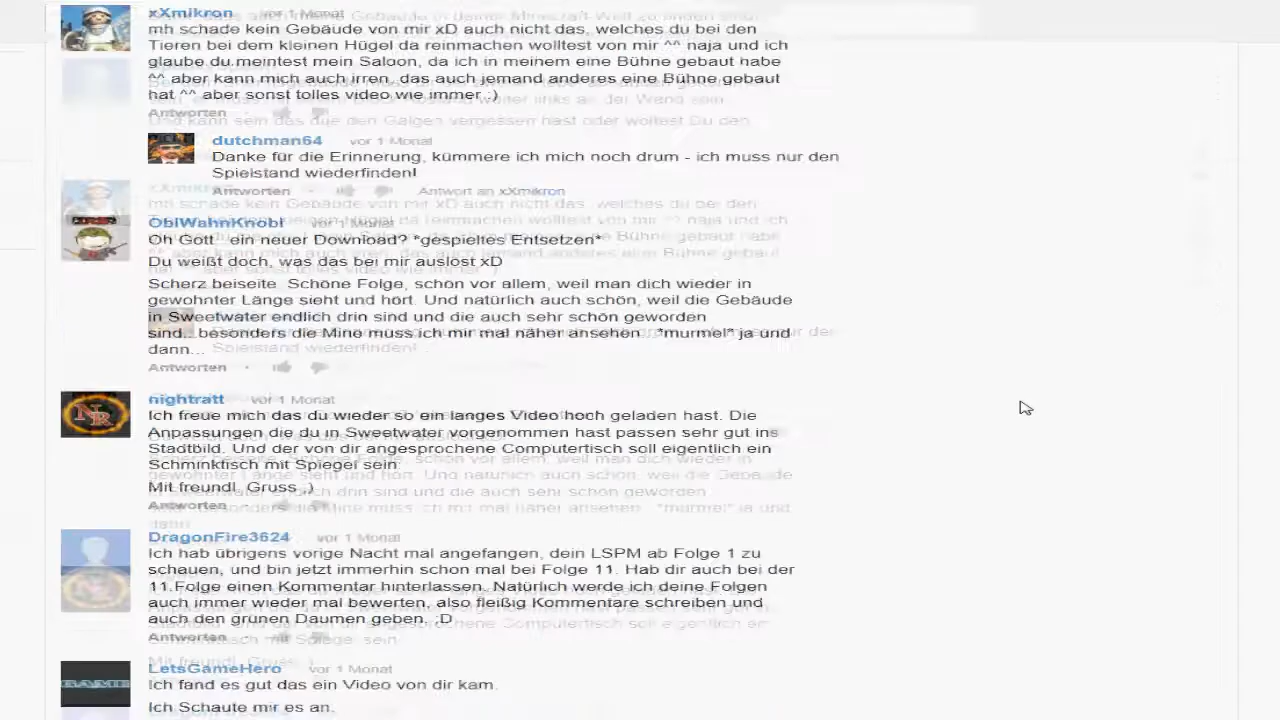 xXmikron vor 1 Monat
mh schade kein Gebäude von mir xD auch nicht das, welches du bei den
Tieren bei dem kleinen Hügel da reinmachen wolltest von mir ^^ naja und ich
glaube du meintest mein Saloon, da ich in meinem eine Bühne gebaut habe
^^ aber kann mich auch irren, das auch jemand anderes eine Bühne gebaut
hat ^^ aber sonst tolles video wie immer :)
Antworten
dutchman64 vor 1 Monat
Danke für die Erinnerung, kümmere ich mich noch drum - ich muss nur den
Spielstand wiederfinden!
Antworten · Antwort an xXmikron
ObiWahnKnobi vor 1 Monat
Oh Gott.. ein neuer Download? *gespieltes Entsetzen*
Du weißt doch, was das bei mir auslöst xD
Scherz beiseite. Schöne Folge, schon vor allem, weil man dich wieder in
gewohnter Länge sieht und hört. Und natürlich auch schön, weil die Gebäude
in Sweetwater endlich drin sind und die auch sehr schön geworden
sind.. besonders die Mine muss ich mir mal näher ansehen.. *murmel* ja und
dann...
Antworten ·
nightratt vor 1 Monat
Ich freue mich das du wieder so ein langes Video hoch geladen hast. Die
Anpassungen die du in Sweetwater vorgenommen hast passen sehr gut ins
Stadtbild. Und der von dir angesprochene Computertisch soll eigentlich ein
Schminktisch mit Spiegel sein.
Mit freundl. Gruss ;)
Antworten
DragonFire3624 vor 1 Monat
Ich hab übrigens vorige Nacht mal angefangen, dein LSPM ab Folge 1 zu
schauen, und bin jetzt immerhin schon mal bei Folge 11. Hab dir auch bei der
11.Folge einen Kommentar hinterlassen. Natürlich werde ich deine Folgen
auch immer wieder mal bewerten, also fleißig Kommentare schreiben und
auch den grünen Daumen geben. ;D
Antworten
LetsGameHero vor 1 Monat
Ich fand es gut das ein Video von dir kam.
Ich Schaute mir es an.